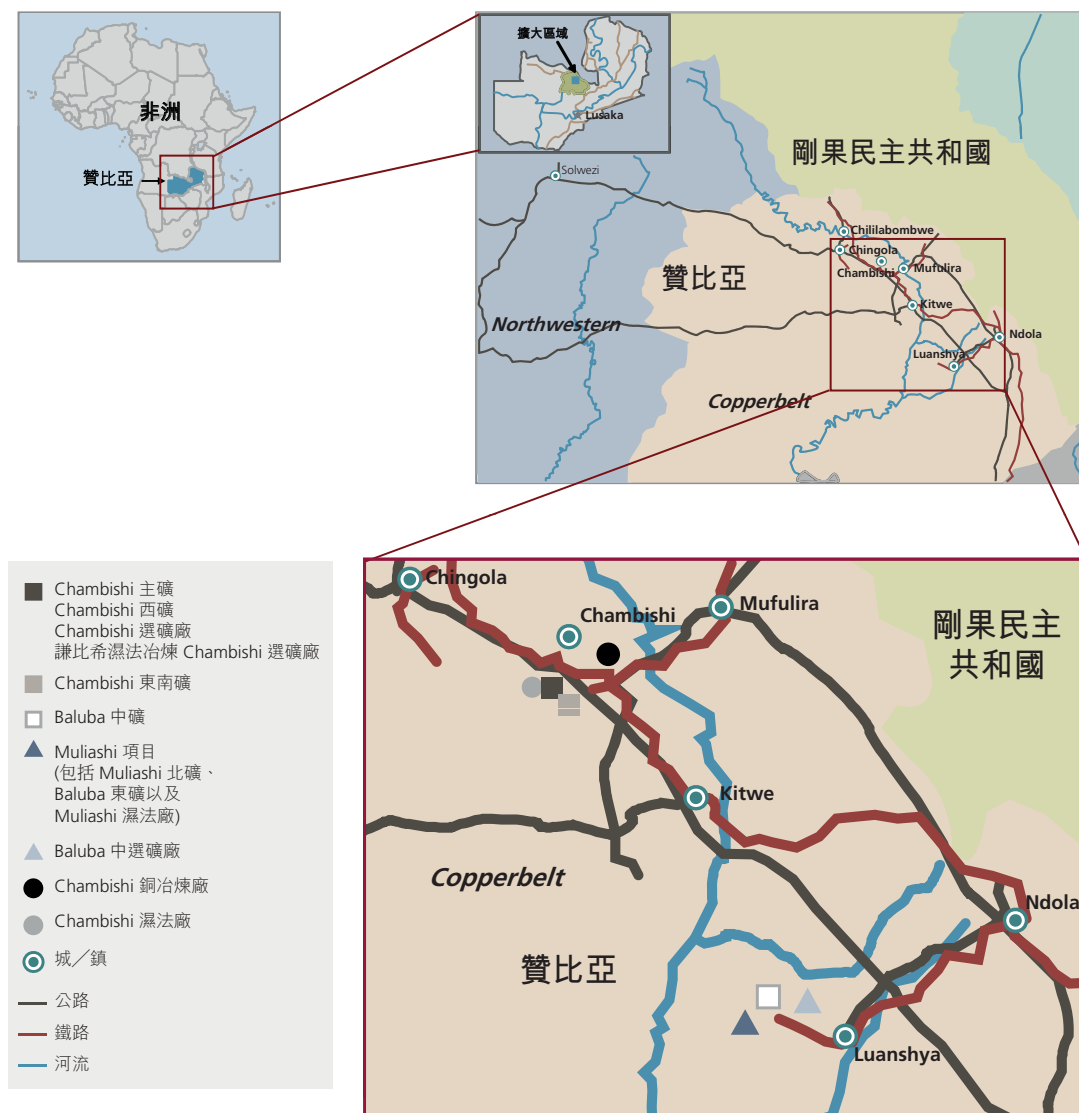 非洲
贊比亞
擴大區域
Lusaka
剛果民主共和國
Solwezi
Chililabombwe
Chingola
Chambishi
Mufulira
贊比亞
Kitwe
Northwestern
Ndola
Luanshya
Copperbelt
Chambishi 主礦
Chambishi 西礦
Chambishi 選礦廠
謙比希濕法冶煉 Chambishi 選礦廠
Chambishi 東南礦
Baluba 中礦
Muliashi 項目
(包括 Muliashi 北礦、
Baluba 東礦以及
Muliashi 濕法廠)
Baluba 中選礦廠
Chambishi 銅冶煉廠
Chambishi 濕法廠
城╱鎮
公路
鐵路
河流
Chingola
Chambishi
Mufulira
剛果民主
共和國
Kitwe
Copperbelt
Ndola
贊比亞
Luanshya